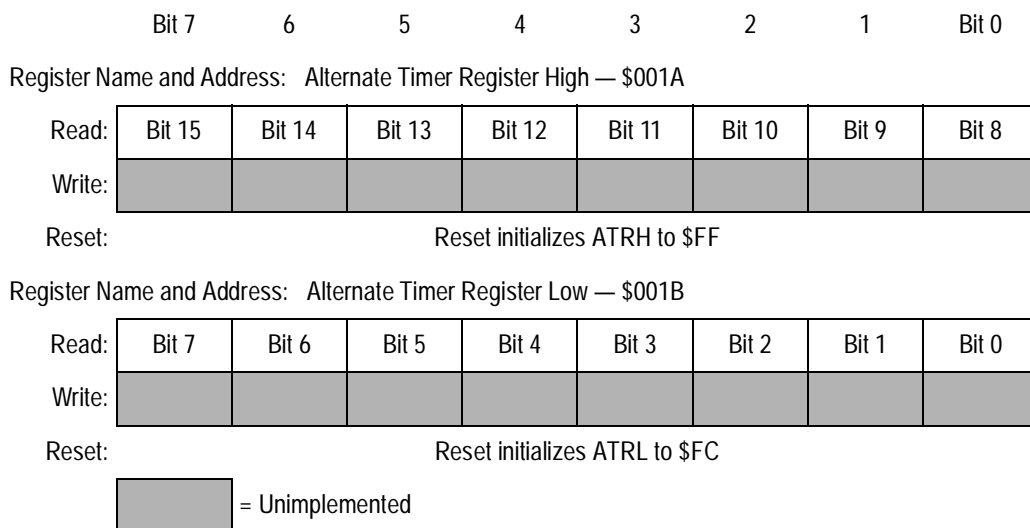 Bit 7 6 5 4 3 2 1 Bit 0
Register Name and Address: Alternate Timer Register High — $001A
Read: Bit 15 Bit 14 Bit 13 Bit 12 Bit 11 Bit 10 Bit 9 Bit 8
Write:
Reset: Reset initializes ATRH to $FF
Register Name and Address: Alternate Timer Register Low — $001B
Read: Bit 7 Bit 6 Bit 5 Bit 4 Bit 3 Bit 2 Bit 1 Bit 0
Write:
Reset: Reset initializes ATRL to $FC
= Unimplemented